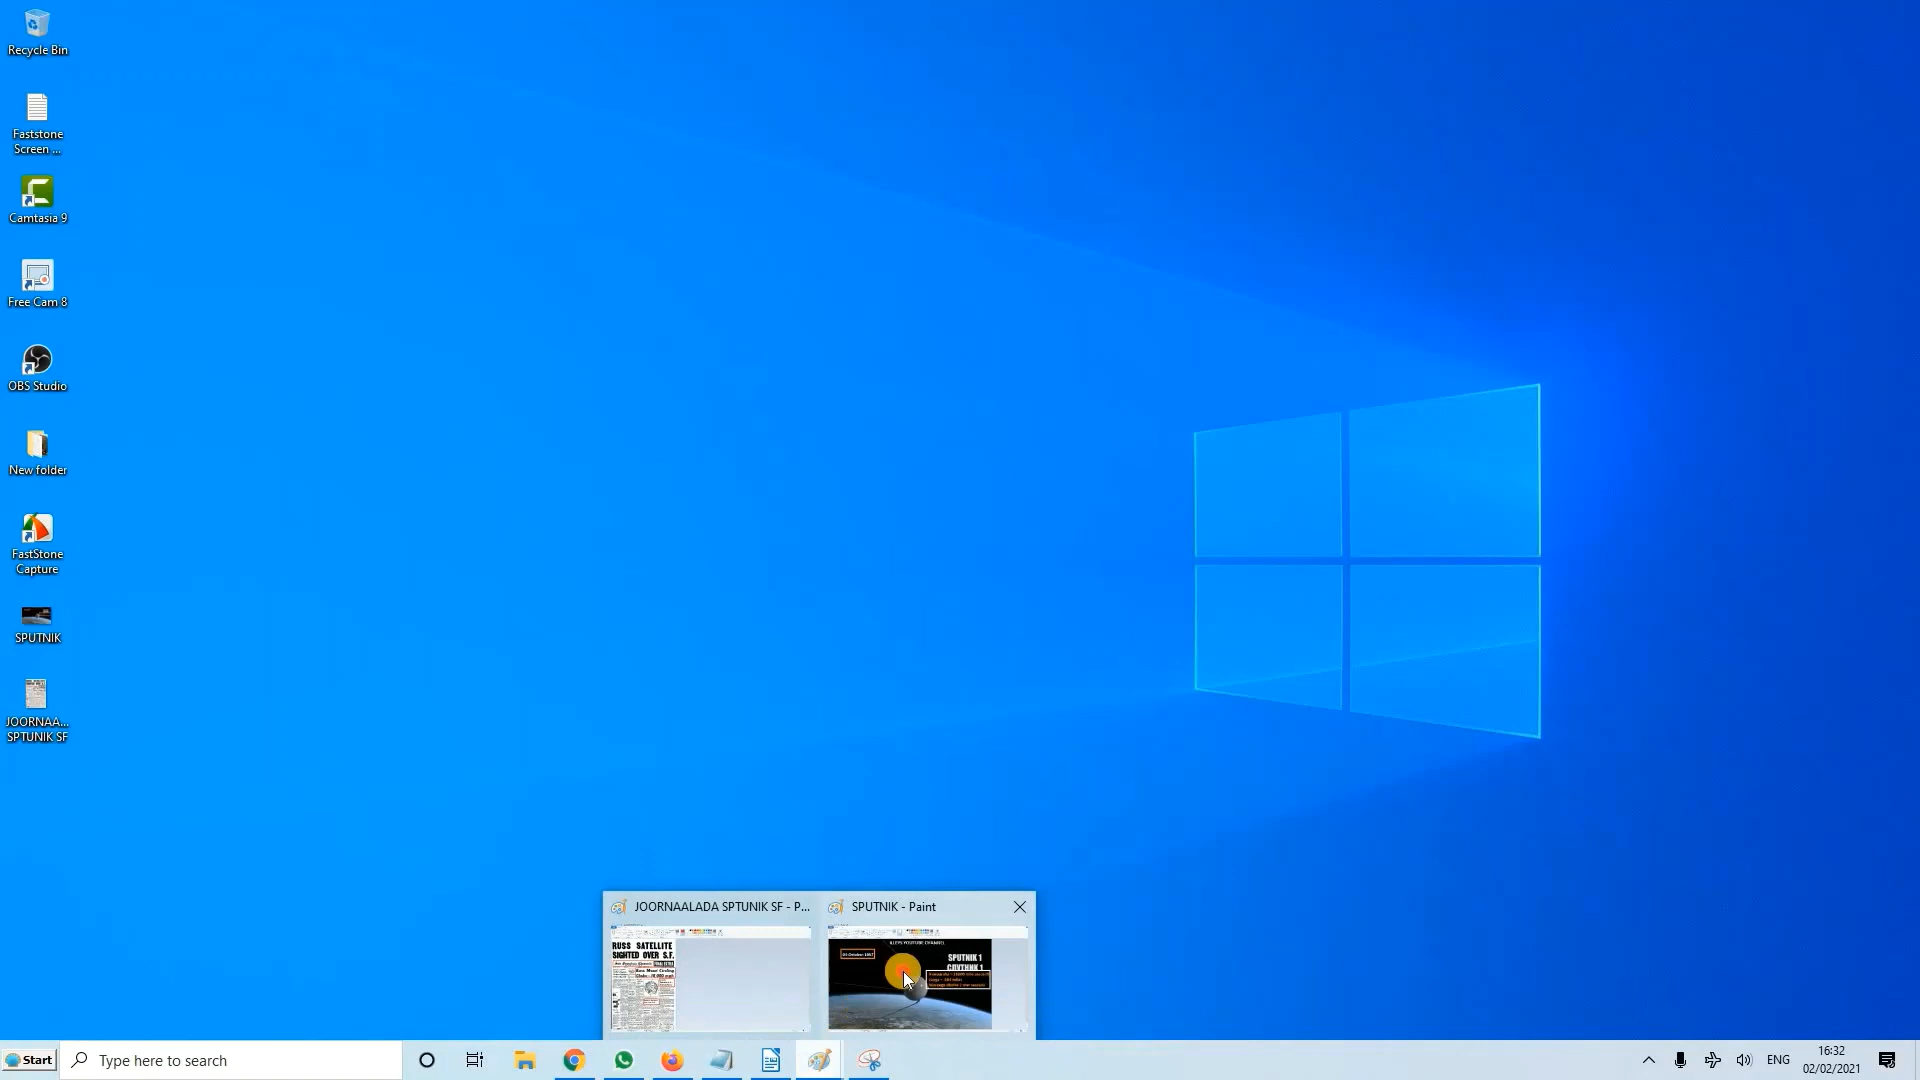 Recycle Bin
Faststone
Screen ...
Camtasia 9
Free Cam 8
OBS Studio
New folder
FastStone
Capture
SPUTNIK
JOORNAA...
SPTUNIK SF
JOORNAALADA SPTUNIK SF - P...
SPUTNIK - Paint
RUSS SATELLITE
SIGHTED OVER S.F.
SPUTNIK 1
СПУТНІК 1
Start
Type here to search
ENG
16:32
02/02/2021